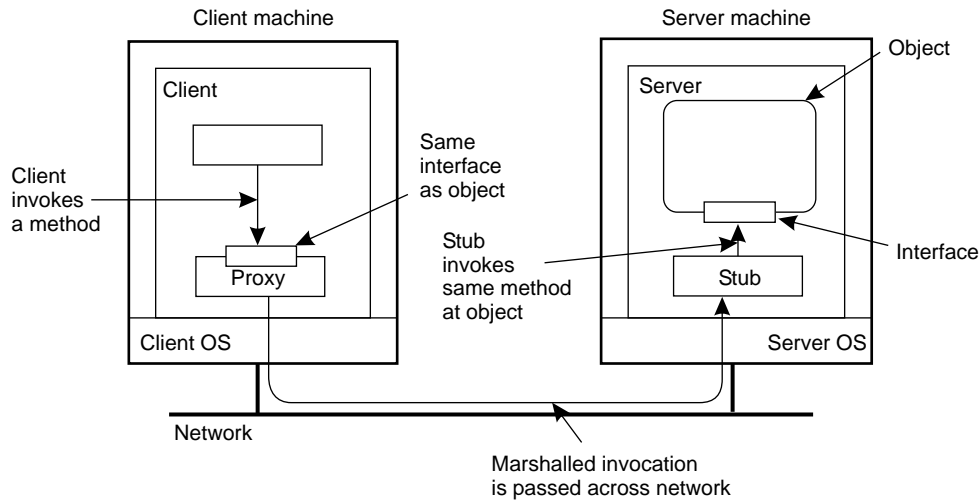 Client machine
Server machine
Object
Client
Server
Same
interface
as object
Client
invokes
a method
Stub
invokes
same method
at object
Interface
Proxy
Stub
Client OS
Server OS
Network
Marshalled invocation
is passed across network